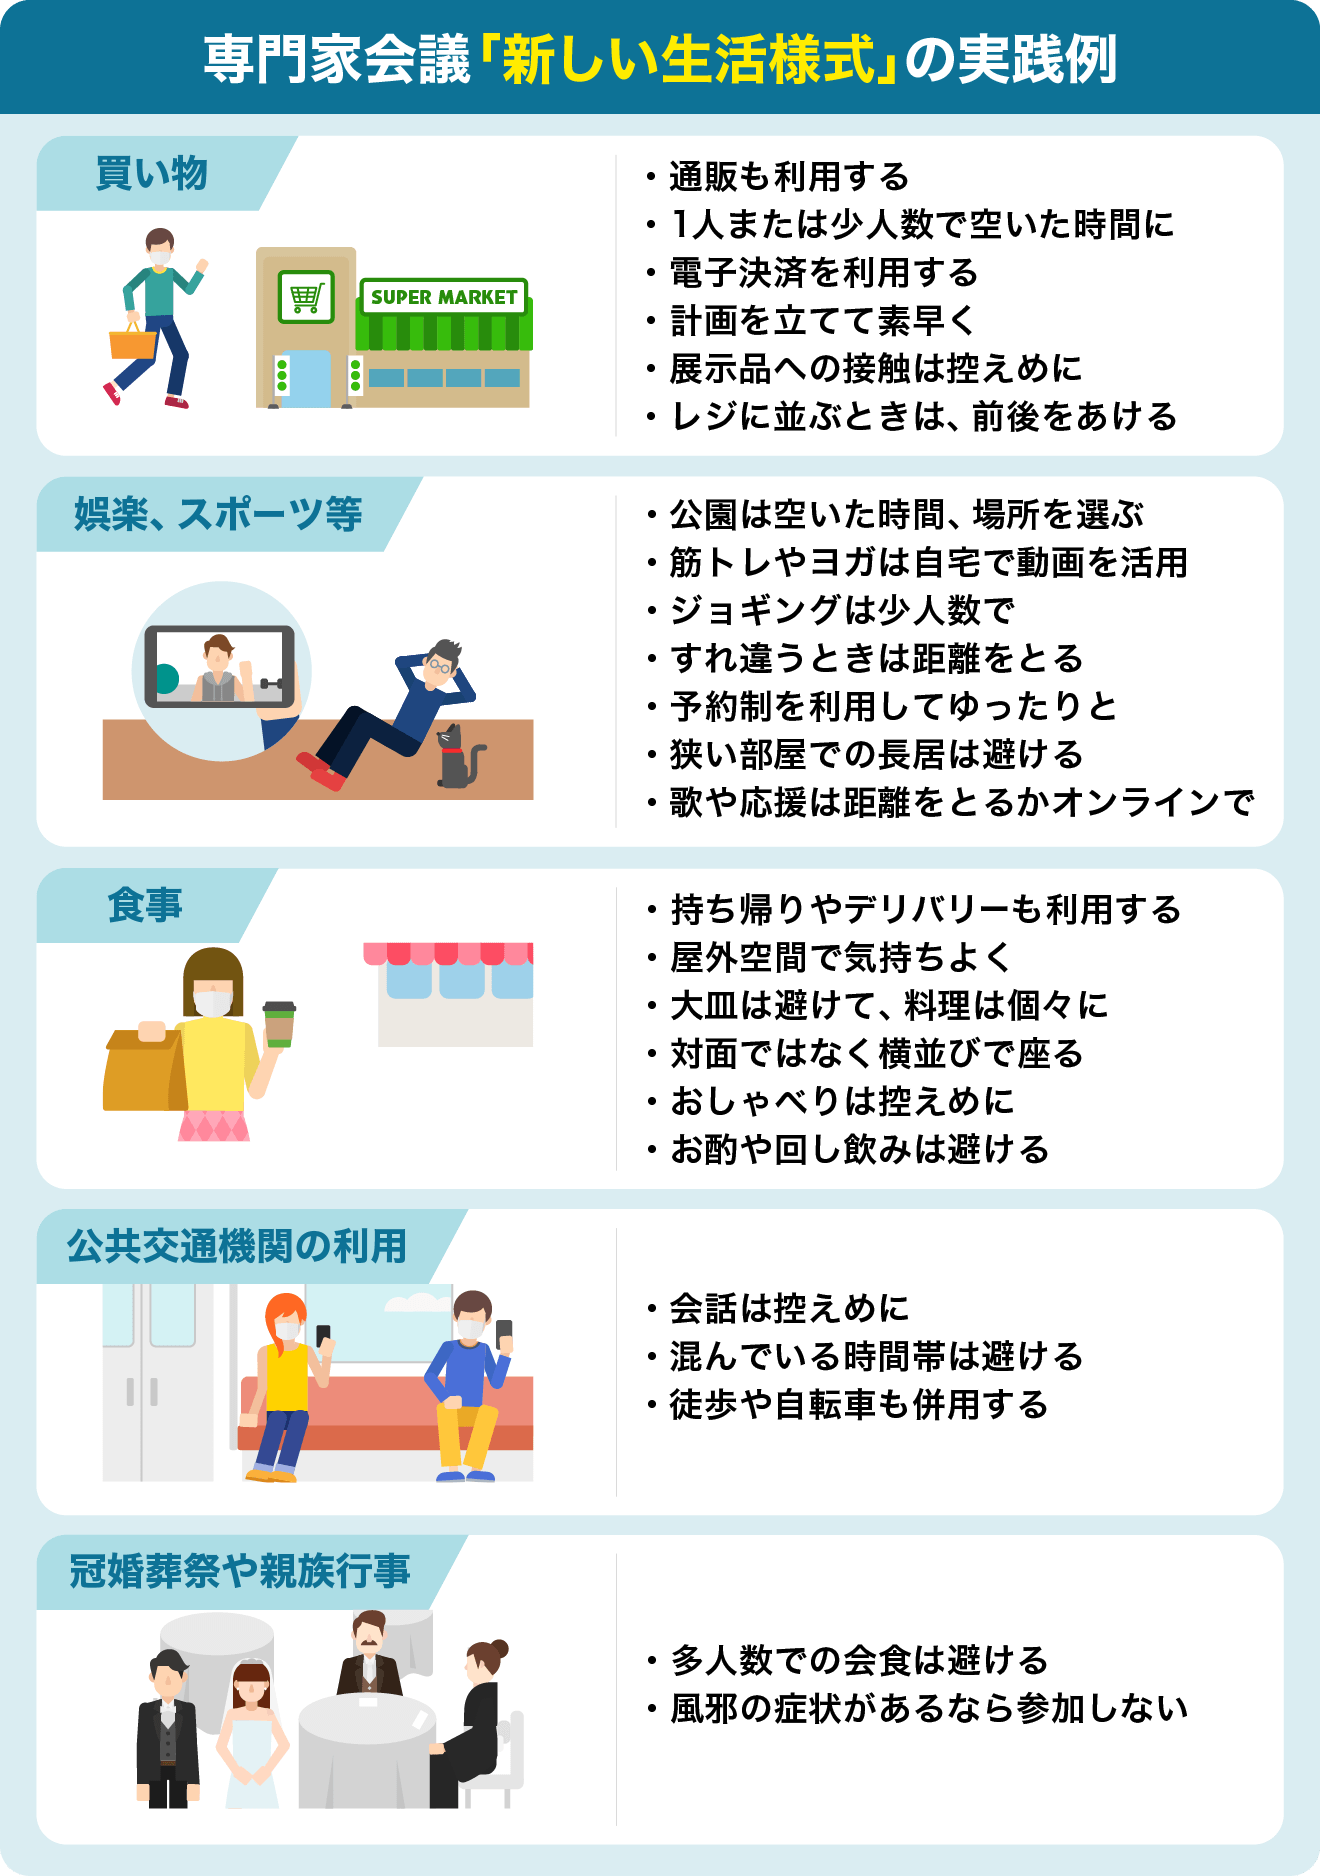 専門家会議「新しい生活様式」の実践例
買い物
SUPER MARKET
・通販も利用する
・1人または少人数で空いた時間に
・電子決済を利用する
・計画を立てて素早く
・展示品への接触は控えめに
・レジに並ぶときは、前後をあける
娯楽、スポーツ等
・公園は空いた時間、場所を選ぶ
・筋トレやヨガは自宅で動画を活用
・ジョギングは少人数で
・すれ違うときは距離をとる
・予約制を利用してゆったりと
・狭い部屋での長居は避ける
・歌や応援は距離をとるかオンラインで
食事
・持ち帰りやデリバリーも利用する
・屋外空間で気持ちよく
・大皿は避けて、料理は個々に
・対面ではなく横並びで座る
・おしゃべりは控えめに
・お酌や回し飲みは避ける
公共交通機関の利用
・会話は控えめに
・混んでいる時間帯は避ける
・徒歩や自転車も併用する
冠婚葬祭や親族行事
・多人数での会食は避ける
・風邪の症状があるなら参加しない